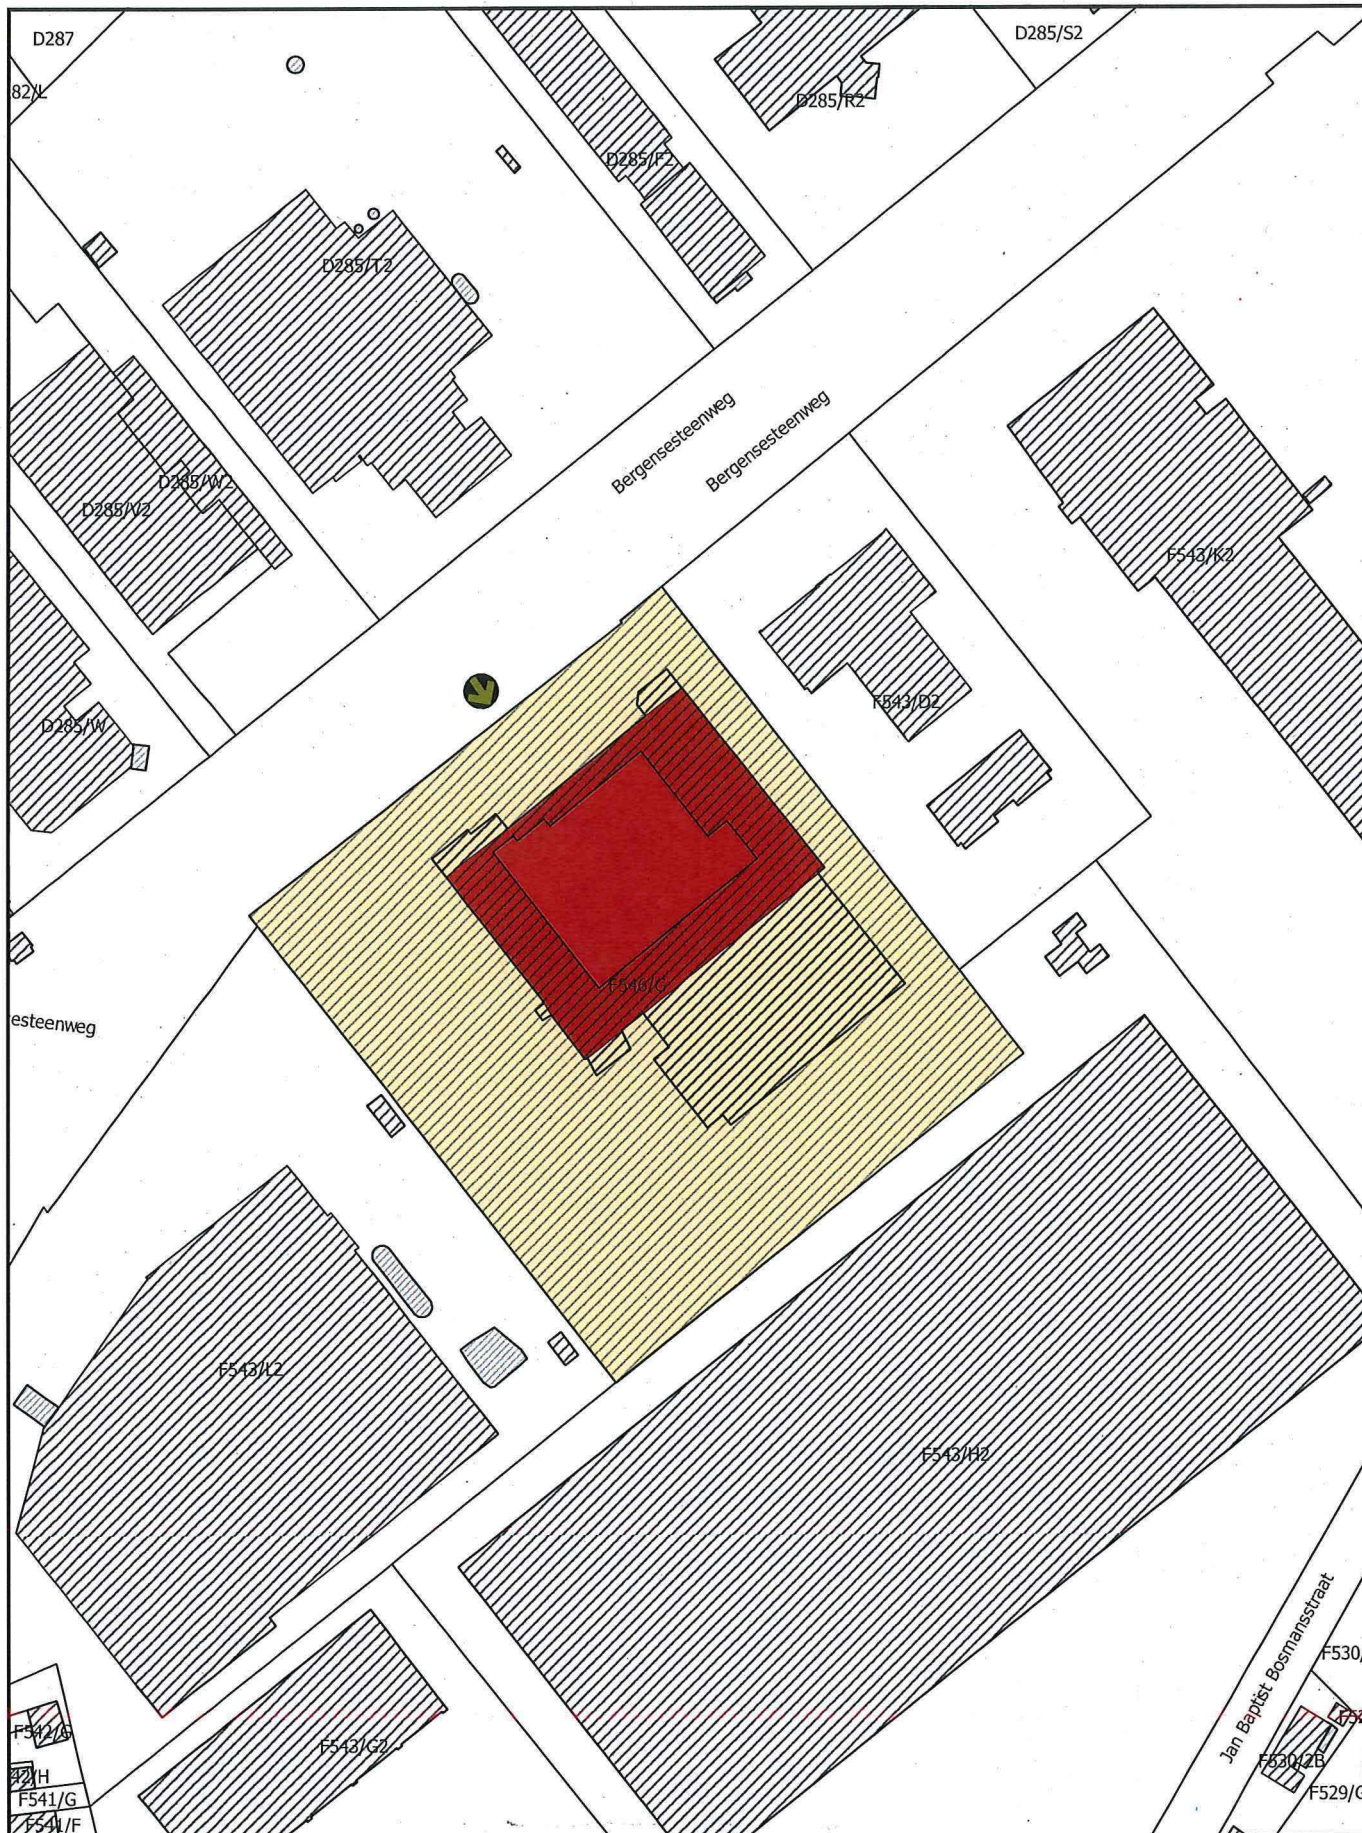 D287
D285/S2
82/L
D285/R2
D285/F2
D285/T2
Bergensesteenweg
Bergensesteenweg
D285/W2
D285/V2
F543/K2
F543/D2
D285/W
F546/G
esteenweg
F543/L2
F543/H2
Jan Baptist Bosmansstraat
F530/
F542/G
F543/G2
F530/2B
42/H
F541/G
F529/G
F541/F